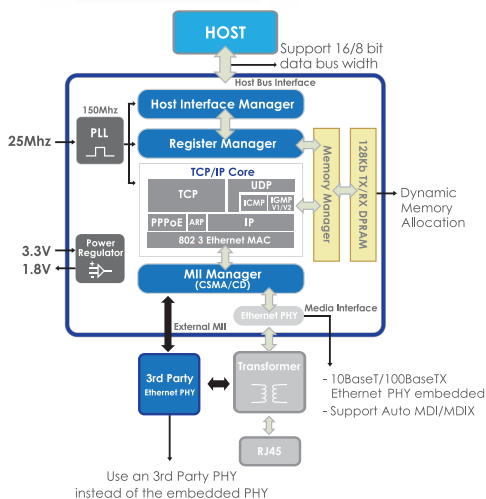 HOST
Support 16/8 bit
data bus width
Host Bus Interface
150Mhz
PLL
25Mhz
Host Interface Manager
Register Manager
TCP/IP Core
TCP
UDP
ICMP
IGMP
V1/V2
PPPoE
ARP
IP
802 3 Ethernet MAC
Memory Manager
128Kb TX/RX DPRAM
Dynamic
Memory
Allocation
3.3V
1.8V
Power
Regulator
MII Manager
(CSMA/CD)
Media Interface
Ethernet PHY
External MII
3rd Party
Ethernet PHY
Transformer
- 10BaseT/100BaseTX
Ethernet PHY embedded
- Support Auto MDI/MDIX
RJ45
Use an 3rd Party PHY
instead of the embedded PHY